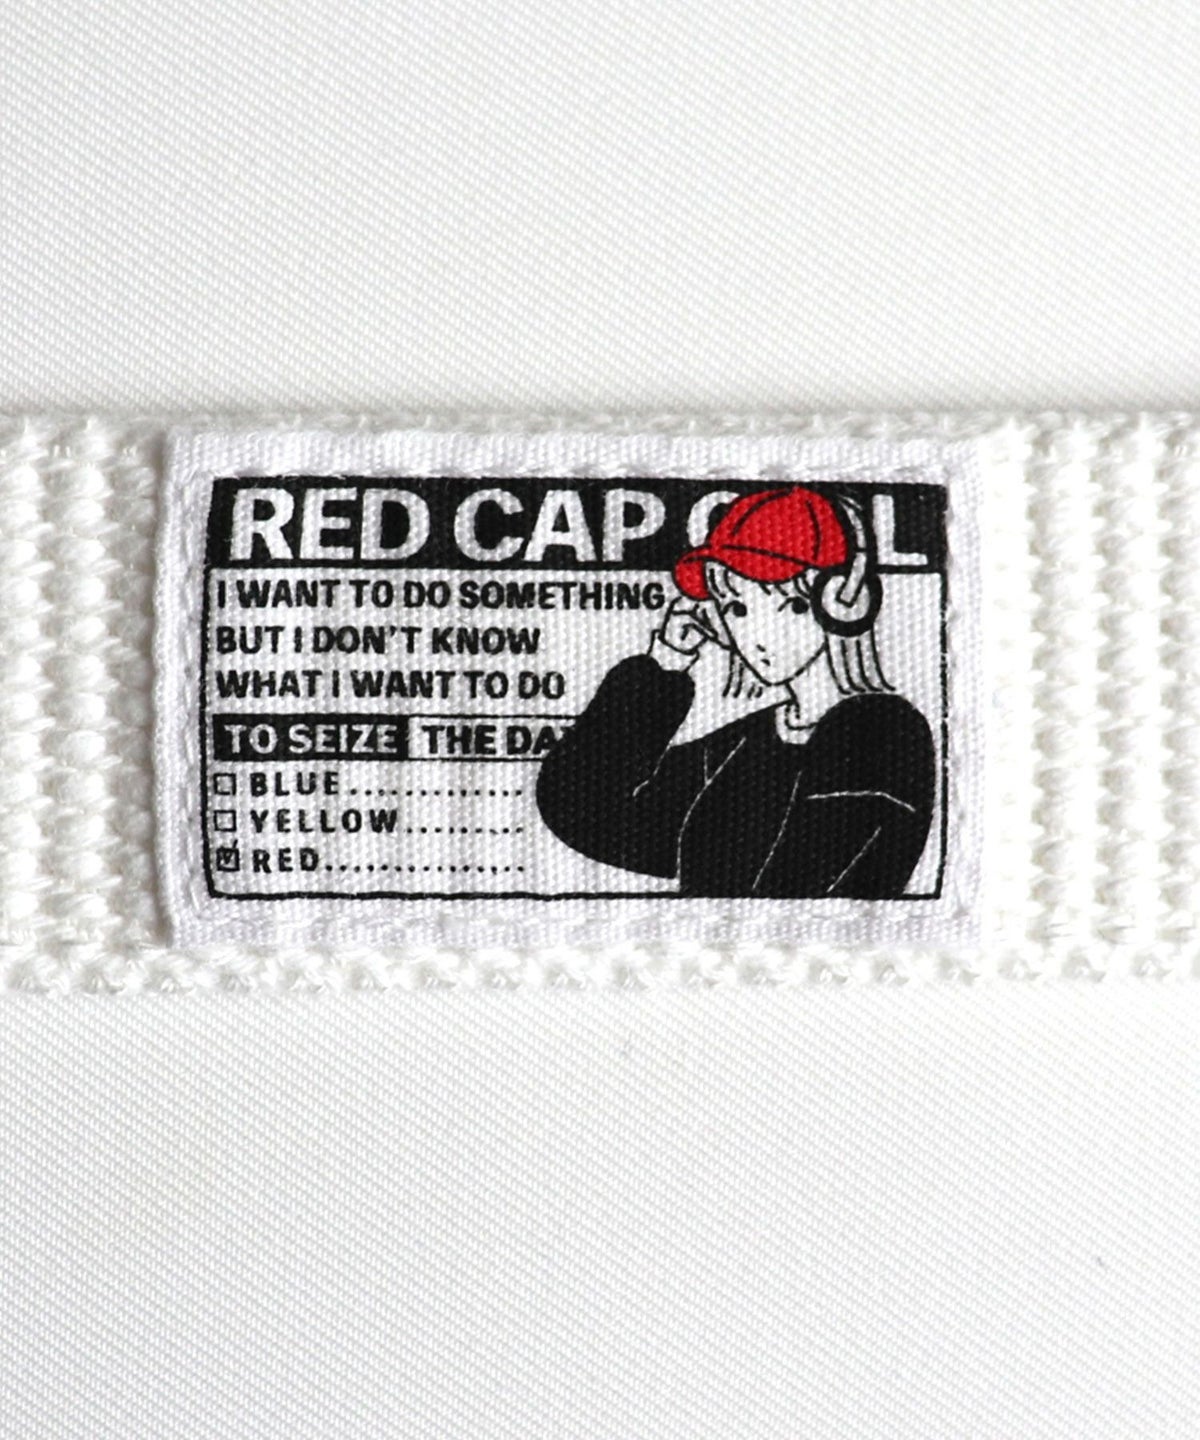 RED CAP G L
I WANT TO DO SOMETHING
BUT I DON'T KNOW
WHAT I WANT TO DO
TO SEIZE THE DAY
☐ BLUE..............
☐ YELLOW.........
☑ RED...............